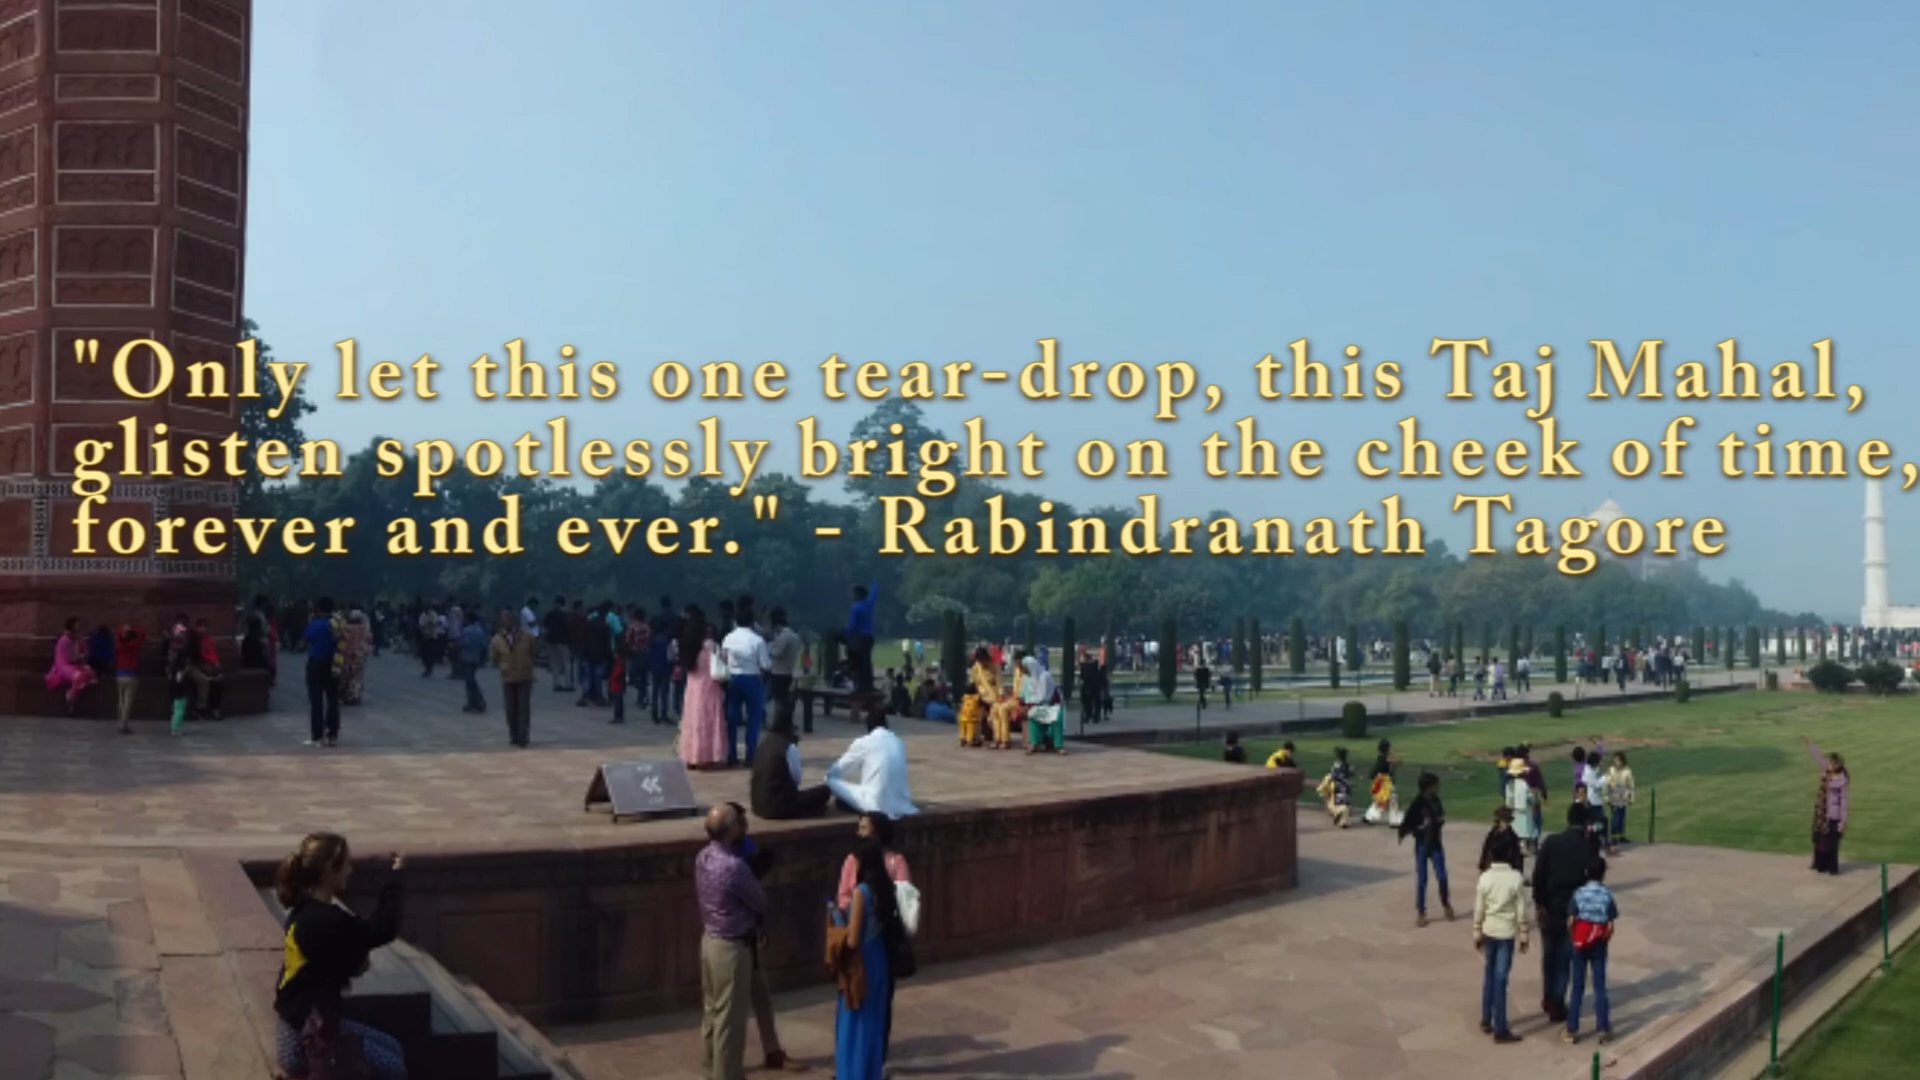 "Only let this one tear-drop, this Taj Mahal,
glisten spotlessly bright on the cheek of time,
forever and ever." - Rabindranath Tagore